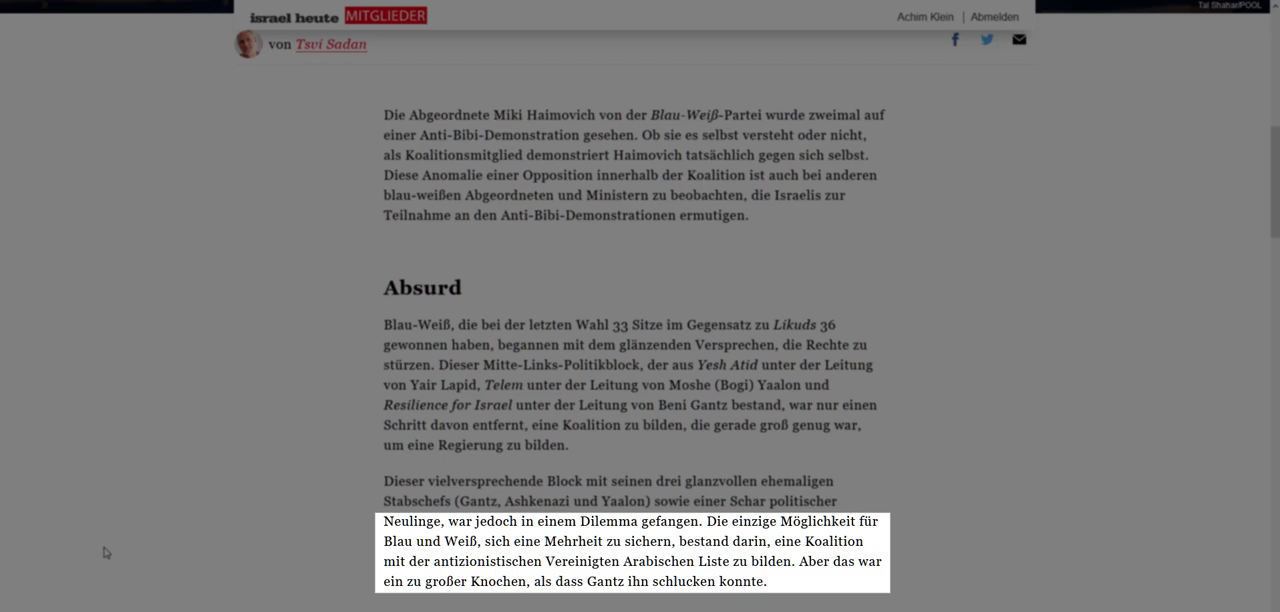 Tal Shahar/POOL
israel heute MITGLIEDER
Achim Klein | Abmelden
von Tsvi Sadan
Die Abgeordnete Miki Haimovich von der Blau-Weiß-Partei wurde zweimal auf
einer Anti-Bibi-Demonstration gesehen. Ob sie es selbst versteht oder nicht,
als Koalitionsmitglied demonstriert Haimovich tatsächlich gegen sich selbst.
Diese Anomalie einer Opposition innerhalb der Koalition ist auch bei anderen
blau-weißen Abgeordneten und Ministern zu beobachten, die Israelis zur
Teilnahme an den Anti-Bibi-Demonstrationen ermutigen.
Absurd
Blau-Weiß, die bei der letzten Wahl 33 Sitze im Gegensatz zu Likuds 36
gewonnen haben, begannen mit dem glänzenden Versprechen, die Rechte zu
stürzen. Dieser Mitte-Links-Politikblock, der aus Yesh Atid unter der Leitung
von Yair Lapid, Telem unter der Leitung von Moshe (Bogi) Yaalon und
Resilience for Israel unter der Leitung von Beni Gantz bestand, war nur einen
Schritt davon entfernt, eine Koalition zu bilden, die gerade groß genug war,
um eine Regierung zu bilden.
Dieser vielversprechende Block mit seinen drei glanzvollen ehemaligen
Stabschefs (Gantz, Ashkenazi und Yaalon) sowie einer Schar politischer
Neulinge, war jedoch in einem Dilemma gefangen. Die einzige Möglichkeit für
Blau und Weiß, sich eine Mehrheit zu sichern, bestand darin, eine Koalition
mit der antizionistischen Vereinigten Arabischen Liste zu bilden. Aber das war
ein zu großer Knochen, als dass Gantz ihn schlucken konnte.